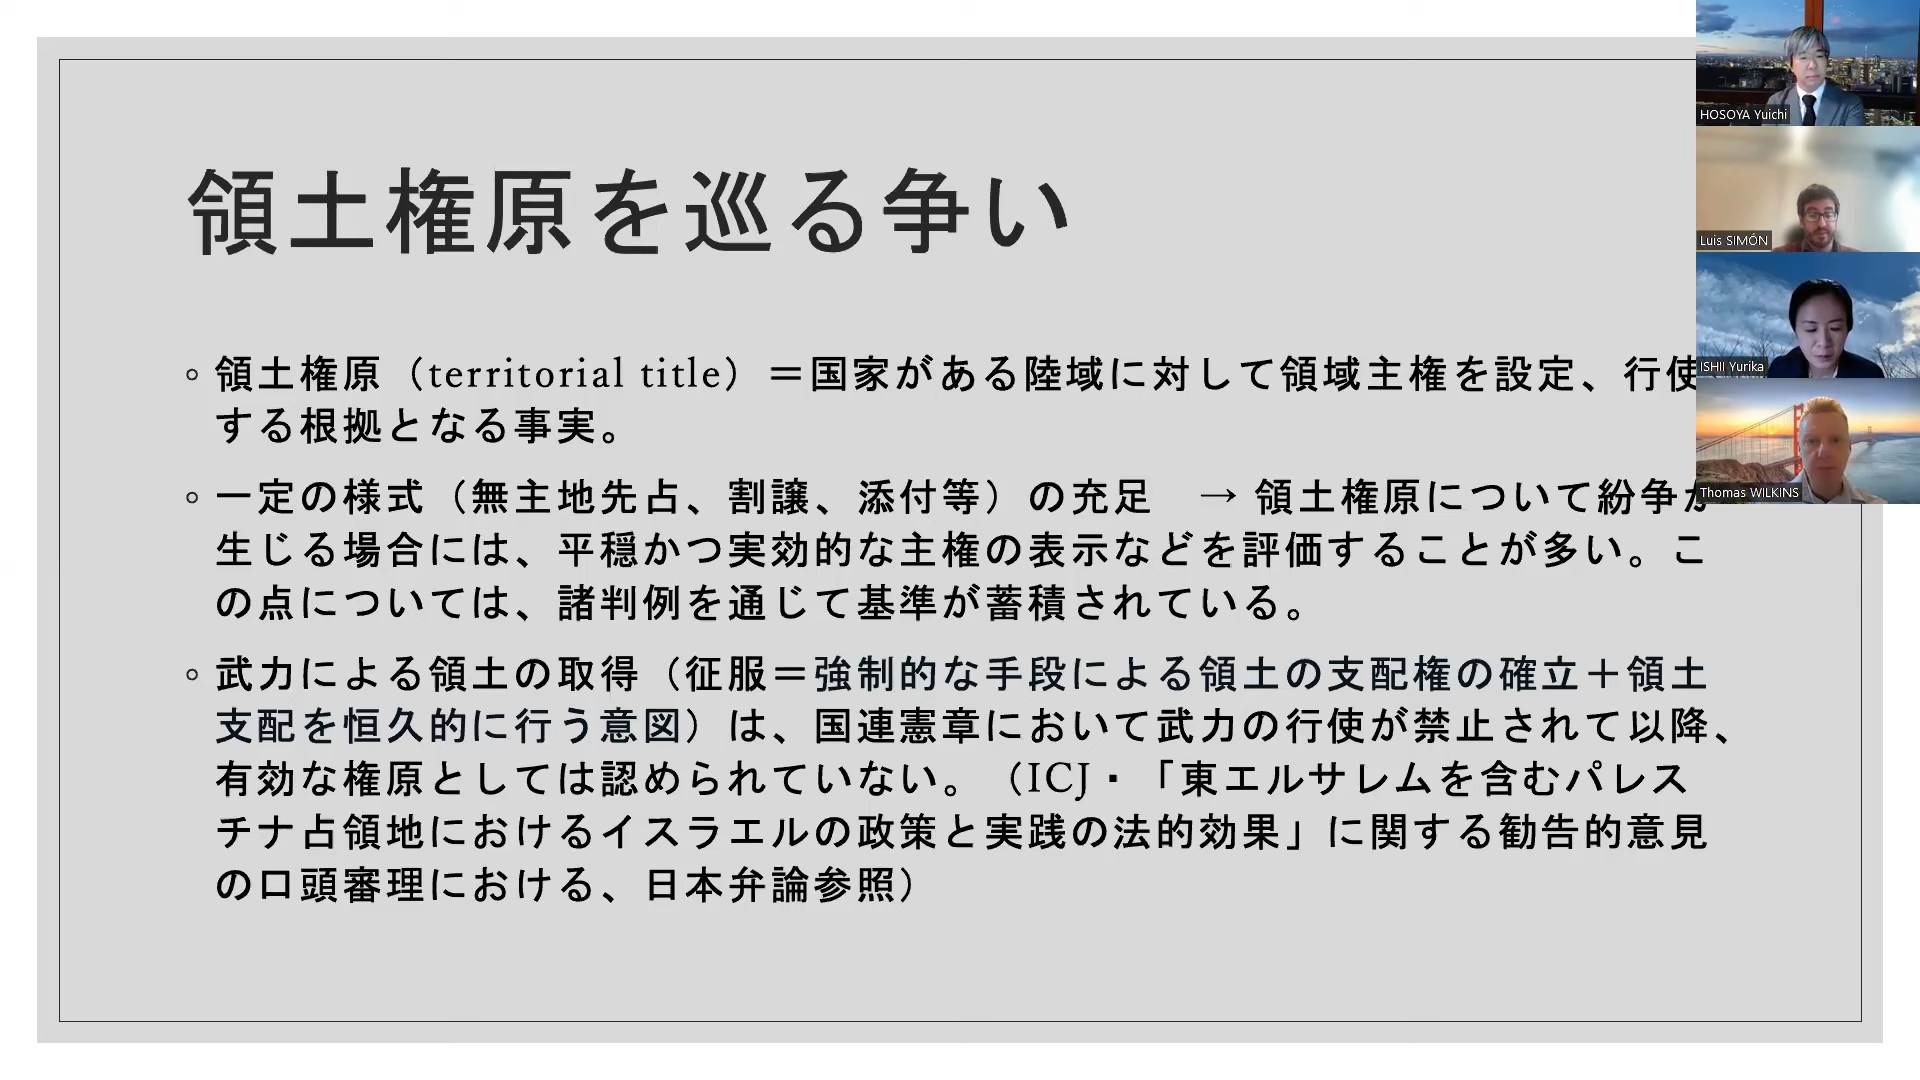 領土権原を巡る争い
◦ 領土権原（territorial title）＝国家がある陸域に対して領域主権を設定、行使
する根拠となる事実。
◦ 一定の様式（無主地先占、割譲、添付等）の充足　→ 領土権原について紛争が
生じる場合には、平穏かつ実効的な主権の表示などを評価することが多い。こ
の点については、諸判例を通じて基準が蓄積されている。
◦ 武力による領土の取得（征服＝強制的な手段による領土の支配権の確立＋領土
支配を恒久的に行う意図）は、国連憲章において武力の行使が禁止されて以降、
有効な権原としては認められていない。（ICJ・「東エルサレムを含むパレス
チナ占領地におけるイスラエルの政策と実践の法的効果」に関する勧告的意見
の口頭審理における、日本弁論参照）
HOSOYA Yuichi
Luis SIMÓN
ISHII Yurika
Thomas WILKINS